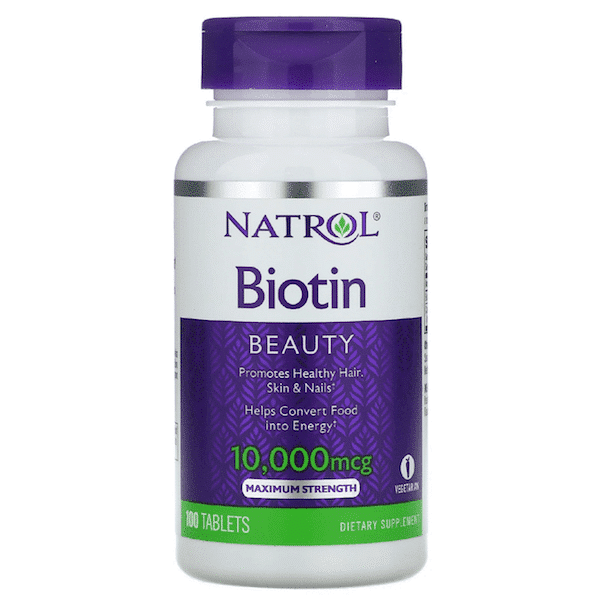 NATROL®
Biotin
BEAUTY
Promotes Healthy Hair,
Skin & Nails†
Helps Convert Food
into Energy†
10,000mcg
MAXIMUM STRENGTH
VEGETARIAN
100 TABLETS
DIETARY SUPPLEMENT